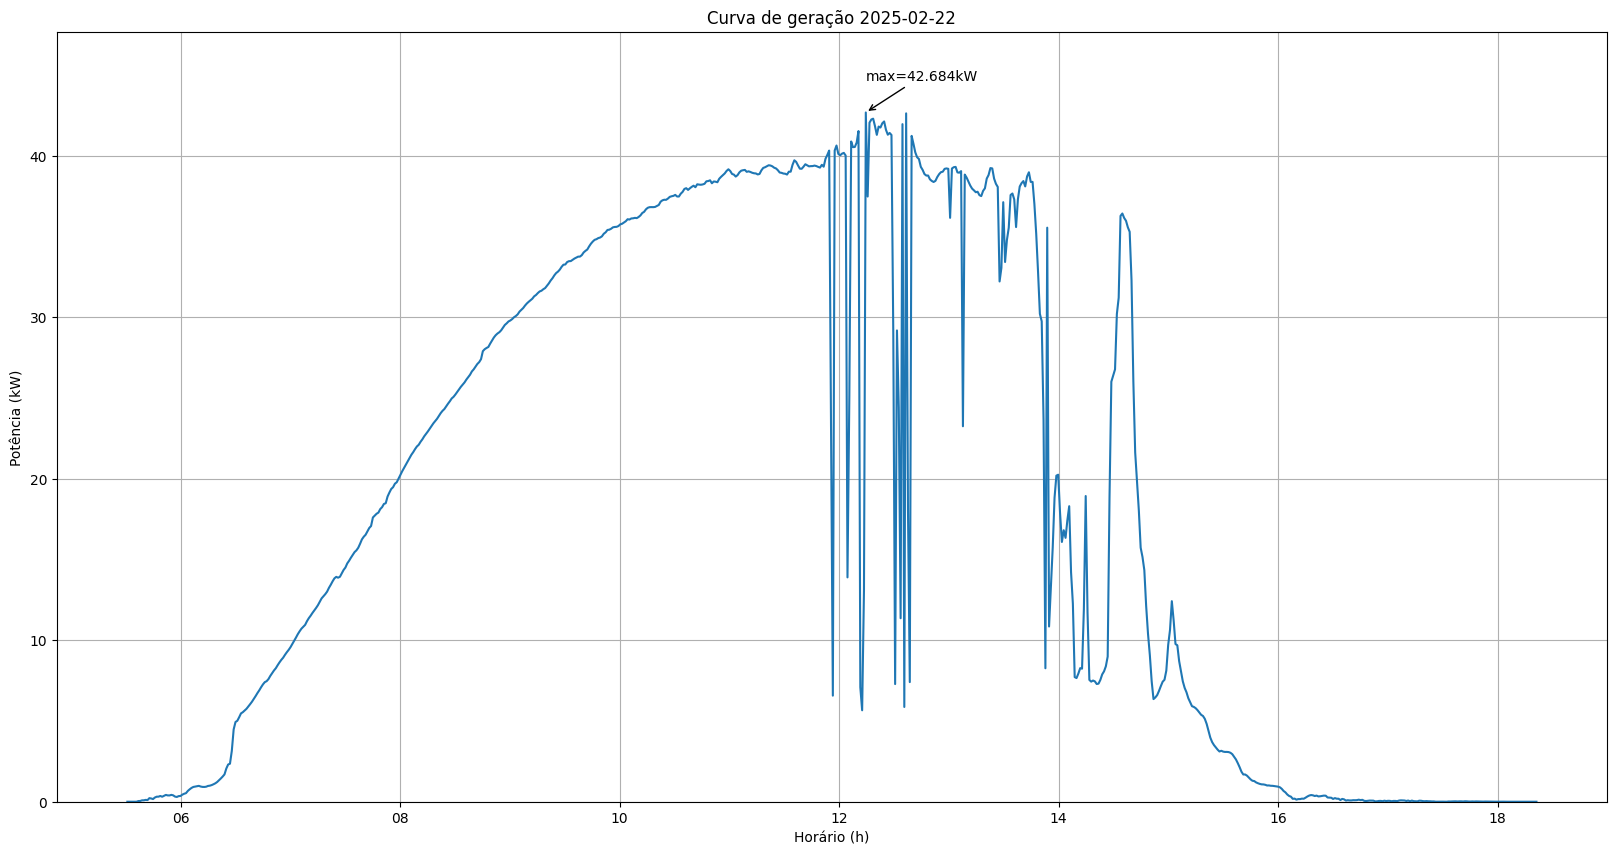 Curva de geração 2025-02-22
max=42.684kW
Potência (kW)
40
30
20
10
0
06 08 10 12 14 16 18
Horário (h)